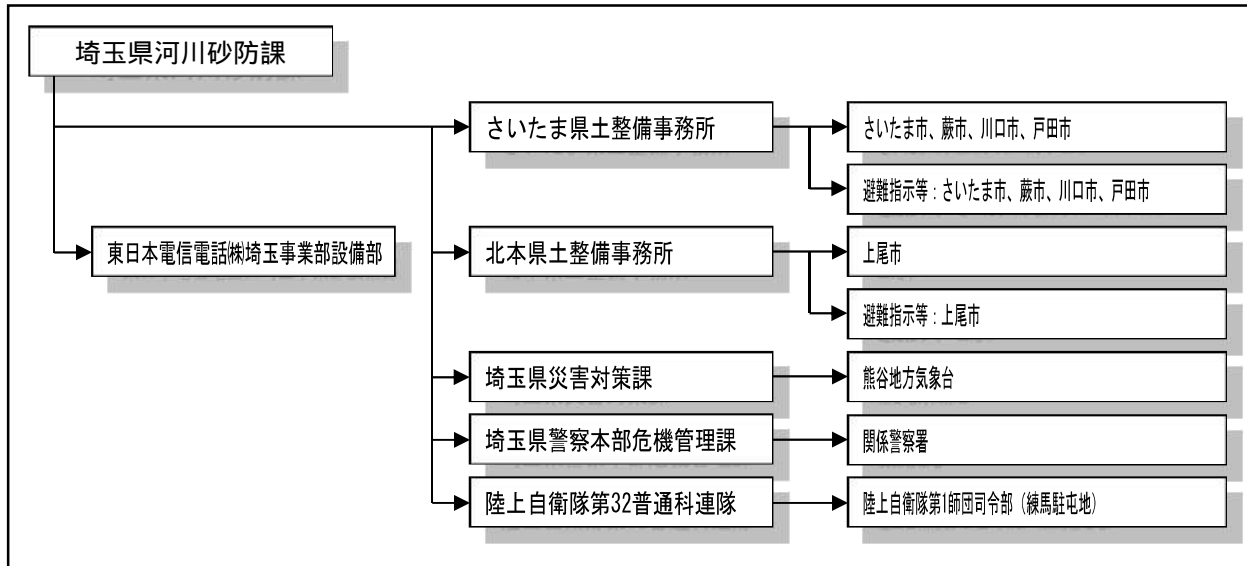 埼玉県河川砂防課
さいたま県土整備事務所
さいたま市、蕨市、川口市、戸田市
避難指示等：さいたま市、蕨市、川口市、戸田市
東日本電信電話㈱埼玉事業部設備部
北本県土整備事務所
上尾市
避難指示等：上尾市
埼玉県災害対策課
熊谷地方気象台
埼玉県警察本部危機管理課
関係警察署
陸上自衛隊第32普通科連隊
陸上自衛隊第1師団司令部（練馬駐屯地）